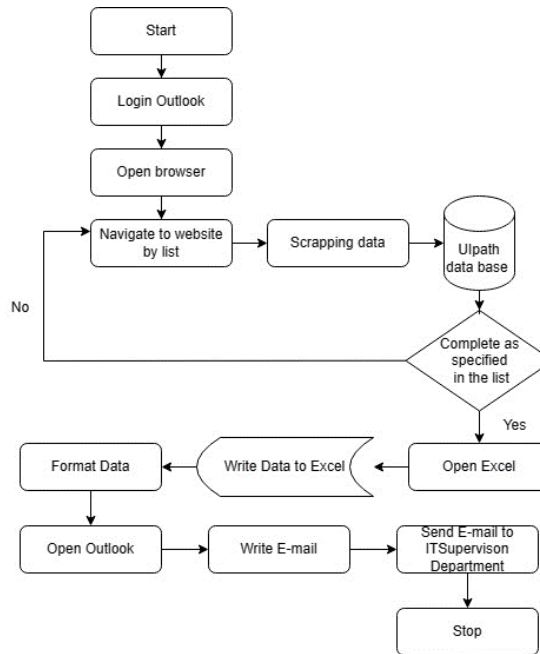 Start
Login Outlook
Open browser
Navigate to website
by list
Scrapping data
UIpath
data base
No
Complete as
specified
in the list
Yes
Format Data
Write Data to Excel
Open Excel
Open Outlook
Write E-mail
Send E-mail to
ITSupervison
Department
Stop